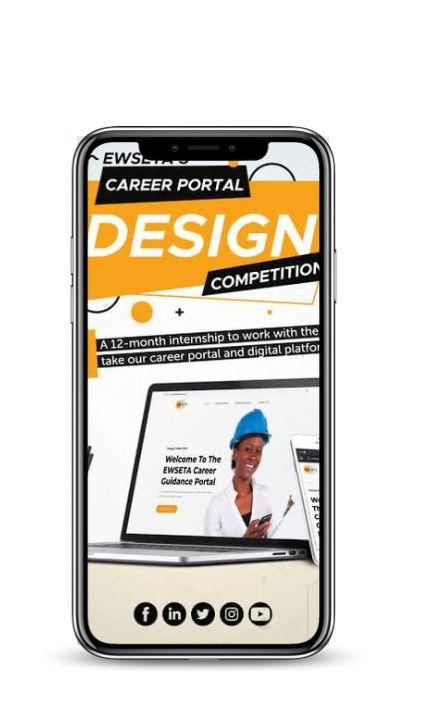 EWSETA'S
CAREER PORTAL
DESIGN
COMPETITION
A 12-month internship to work with the
take our career portal and digital platfor
Welcome To The
EWSETA Career
Guidance Portal